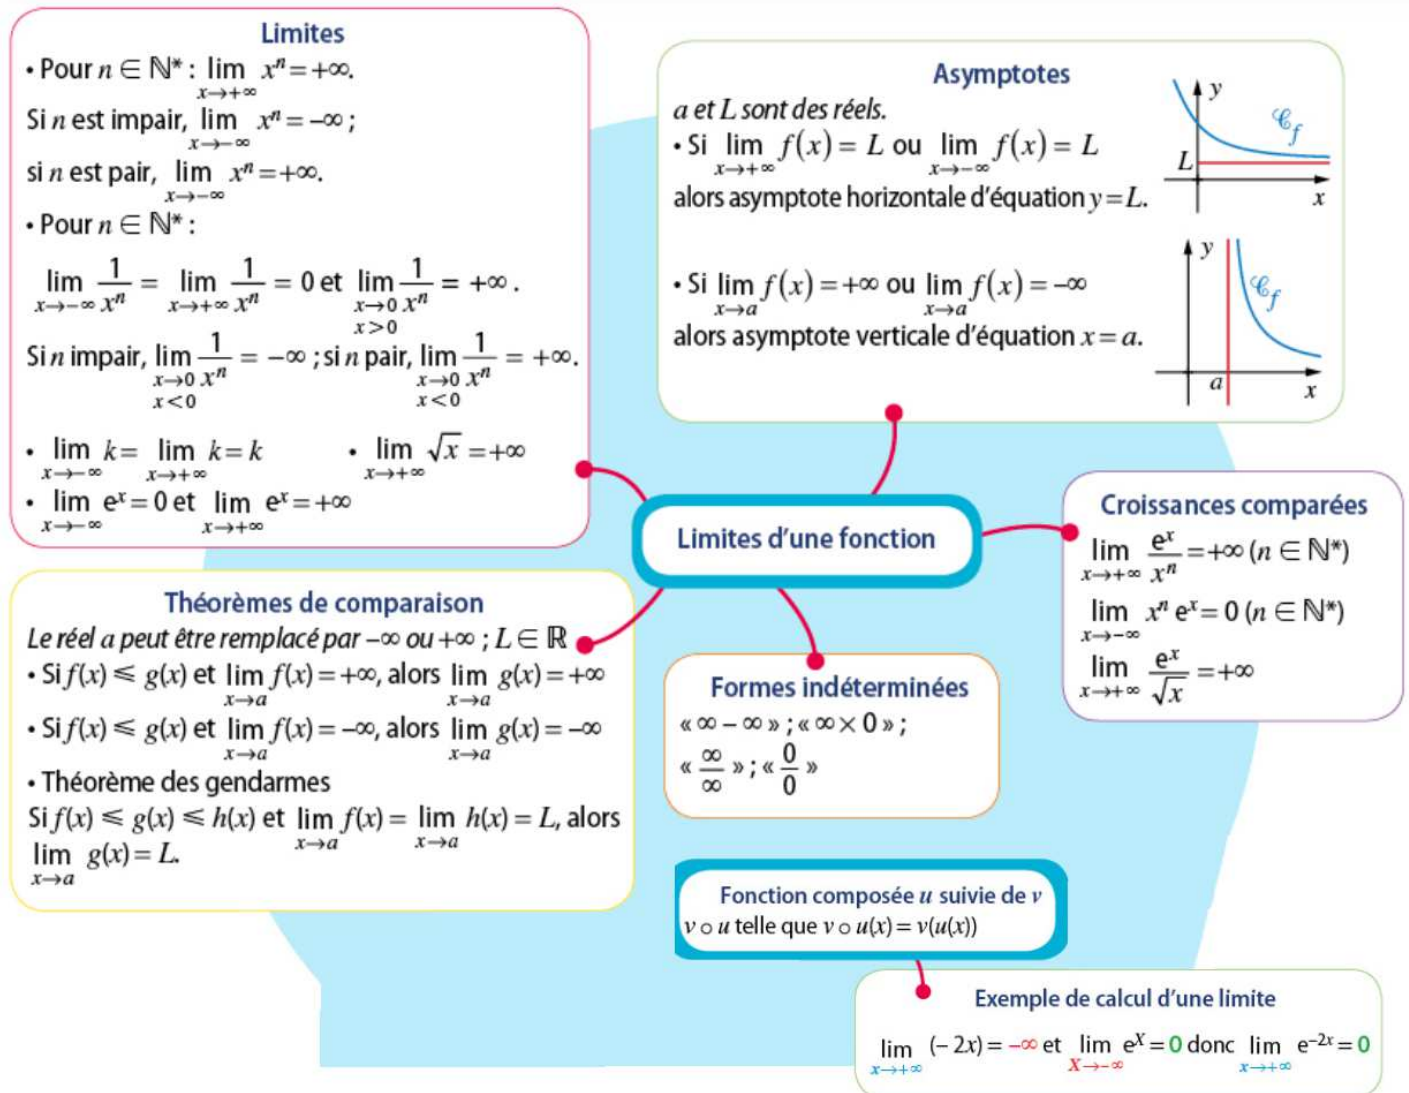 Limites
• Pour n ∈ ℕ* : lim x→+∞ xⁿ = +∞.
Si n est impair, lim x→−∞ xⁿ = −∞ ;
si n est pair, lim x→−∞ xⁿ = +∞.
• Pour n ∈ ℕ* :
lim x→−∞ 1/xⁿ = lim x→+∞ 1/xⁿ = 0 et lim x→0 x>0 1/xⁿ = +∞ .
Si n impair, lim x→0 x<0 1/xⁿ = −∞ ; si n pair, lim x→0 x<0 1/xⁿ = +∞.
• lim x→−∞ k = lim x→+∞ k = k • lim x→+∞ √x = +∞
• lim x→−∞ eˣ = 0 et lim x→+∞ eˣ = +∞
Asymptotes
a et L sont des réels.
• Si lim x→+∞ f(x) = L ou lim x→−∞ f(x) = L
alors asymptote horizontale d’équation y = L.
y
𝒞f
L
x
• Si lim x→a f(x) = +∞ ou lim x→a f(x) = −∞
alors asymptote verticale d’équation x = a.
y
𝒞f
a
x
Limites d’une fonction
Croissances comparées
lim x→+∞ eˣ/xⁿ = +∞ (n ∈ ℕ*)
lim x→−∞ xⁿ eˣ = 0 (n ∈ ℕ*)
lim x→+∞ eˣ/√x = +∞
Théorèmes de comparaison
Le réel a peut être remplacé par −∞ ou +∞ ; L ∈ ℝ
• Si f(x) ⩽ g(x) et lim x→a f(x) = +∞, alors lim x→a g(x) = +∞
• Si f(x) ⩽ g(x) et lim x→a f(x) = −∞, alors lim x→a g(x) = −∞
• Théorème des gendarmes
Si f(x) ⩽ g(x) ⩽ h(x) et lim x→a f(x) = lim x→a h(x) = L, alors
lim x→a g(x) = L.
Formes indéterminées
« ∞ − ∞ » ; « ∞ × 0 » ;
« ∞/∞ » ; « 0/0 »
Fonction composée u suivie de v
v ∘ u telle que v ∘ u(x) = v(u(x))
Exemple de calcul d’une limite
lim x→+∞ (− 2x) = −∞ et lim X→−∞ eˣ = 0 donc lim x→+∞ e⁻²ˣ = 0